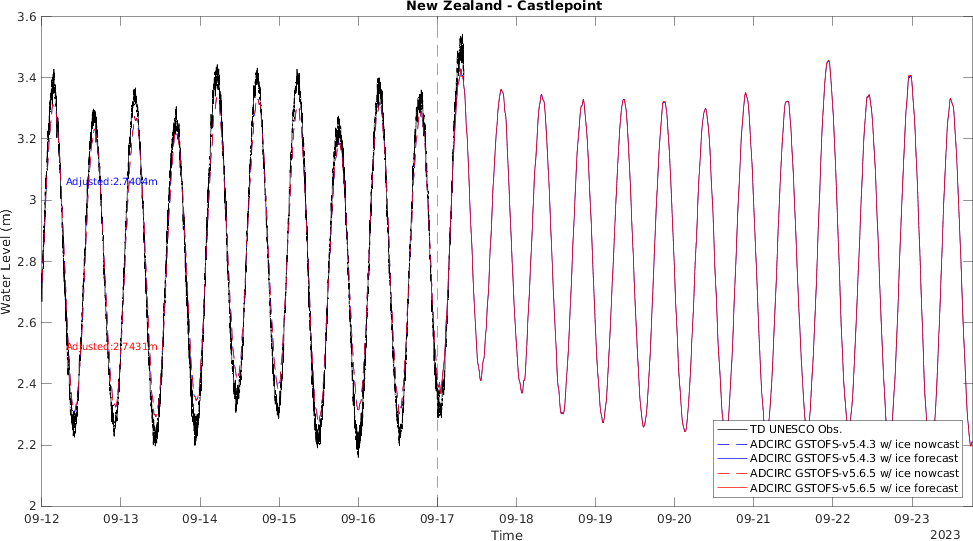 New Zealand - Castlepoint
3.6
3.4
3.2
3
2.8
2.6
2.4
2.2
2
Water Level (m)
Adjusted:2.7404m
Adjusted:2.7431m
TD UNESCO Obs.
ADCIRC GSTOFS-v5.4.3 w/ ice nowcast
ADCIRC GSTOFS-v5.4.3 w/ ice forecast
ADCIRC GSTOFS-v5.6.5 w/ ice nowcast
ADCIRC GSTOFS-v5.6.5 w/ ice forecast
09-12 09-13 09-14 09-15 09-16 09-17 09-18 09-19 09-20 09-21 09-22 09-23
Time
2023